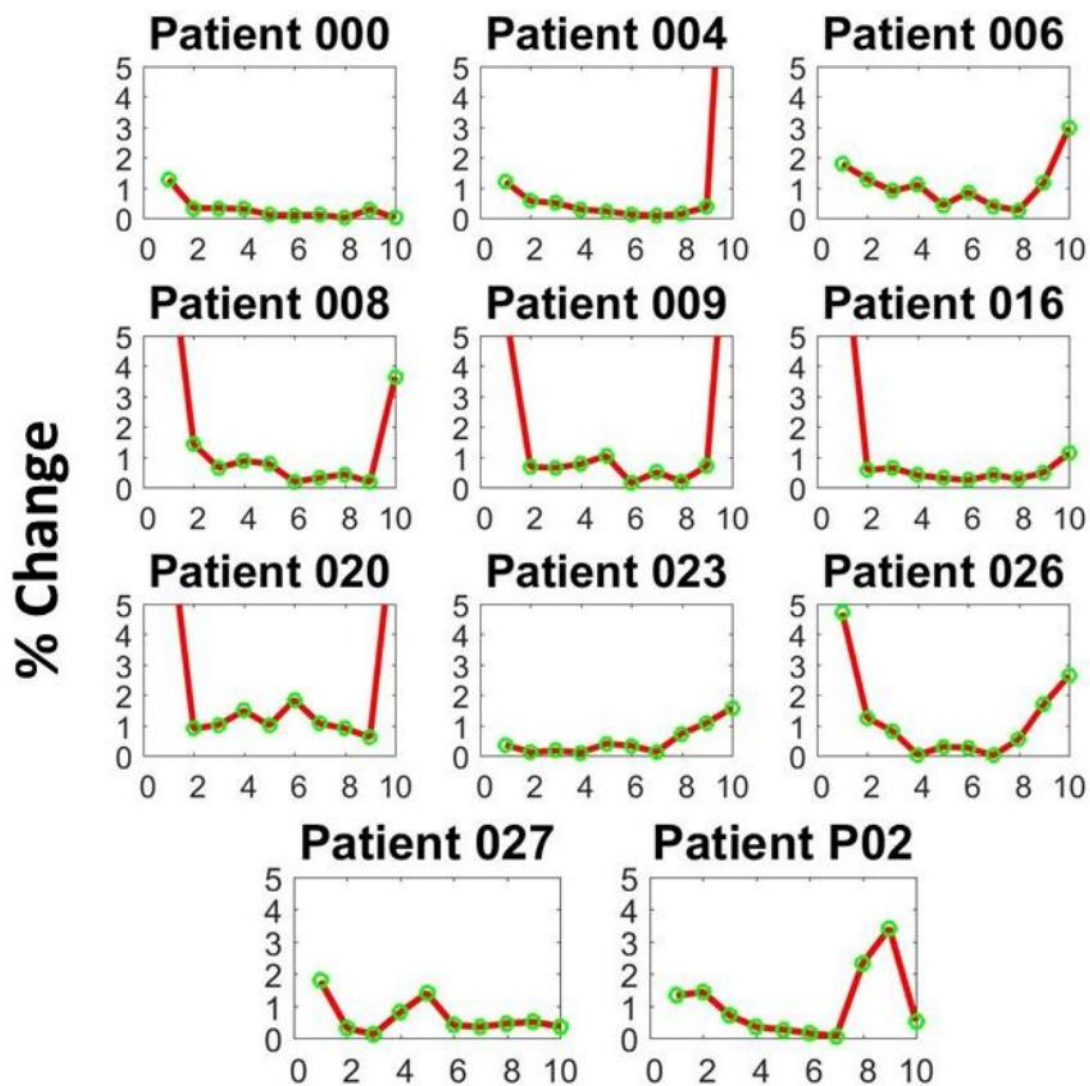 Patient 000 Patient 004 Patient 006
5 5 5
4 4 4
3 3 3
2 2 2
1 1 1
0 0 0
0 2 4 6 8 10 0 2 4 6 8 10 0 2 4 6 8 10
Patient 008 Patient 009 Patient 016
5 5 5
4 4 4
3 3 3
2 2 2
1 1 1
0 0 0
0 2 4 6 8 10 0 2 4 6 8 10 0 2 4 6 8 10
% Change
Patient 020 Patient 023 Patient 026
5 5 5
4 4 4
3 3 3
2 2 2
1 1 1
0 0 0
0 2 4 6 8 10 0 2 4 6 8 10 0 2 4 6 8 10
Patient 027 Patient P02
5 5
4 4
3 3
2 2
1 1
0 0
0 2 4 6 8 10 0 2 4 6 8 10